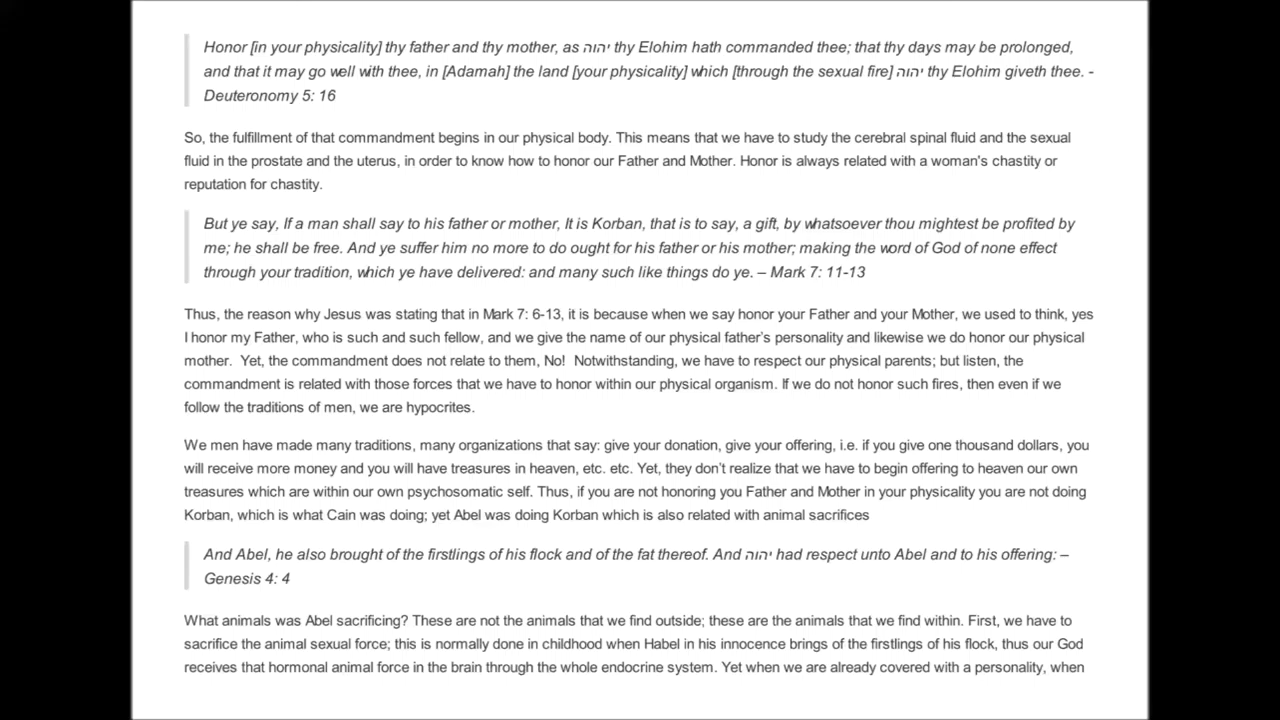 Honor [in your physicality] thy father and thy mother, as יהוה thy Elohim hath commanded thee; that thy days may be prolonged,
and that it may go well with thee, in [Adamah] the land [your physicality] which [through the sexual fire] יהוה thy Elohim giveth thee. -
Deuteronomy 5: 16
So, the fulfillment of that commandment begins in our physical body. This means that we have to study the cerebral spinal fluid and the sexual
fluid in the prostate and the uterus, in order to know how to honor our Father and Mother. Honor is always related with a woman's chastity or
reputation for chastity.
But ye say, If a man shall say to his father or mother, It is Korban, that is to say, a gift, by whatsoever thou mightest be profited by
me; he shall be free. And ye suffer him no more to do ought for his father or his mother; making the word of God of none effect
through your tradition, which ye have delivered: and many such like things do ye. – Mark 7: 11-13
Thus, the reason why Jesus was stating that in Mark 7: 6-13, it is because when we say honor your Father and your Mother, we used to think, yes
I honor my Father, who is such and such fellow, and we give the name of our physical father's personality and likewise we do honor our physical
mother.  Yet, the commandment does not relate to them, No!  Notwithstanding, we have to respect our physical parents; but listen, the
commandment is related with those forces that we have to honor within our physical organism. If we do not honor such fires, then even if we
follow the traditions of men, we are hypocrites.
We men have made many traditions, many organizations that say: give your donation, give your offering, i.e. if you give one thousand dollars, you
will receive more money and you will have treasures in heaven, etc. etc. Yet, they don't realize that we have to begin offering to heaven our own
treasures which are within our own psychosomatic self. Thus, if you are not honoring you Father and Mother in your physicality you are not doing
Korban, which is what Cain was doing; yet Abel was doing Korban which is also related with animal sacrifices
And Abel, he also brought of the firstlings of his flock and of the fat thereof. And יהוה had respect unto Abel and to his offering: –
Genesis 4: 4
What animals was Abel sacrificing? These are not the animals that we find outside; these are the animals that we find within. First, we have to
sacrifice the animal sexual force; this is normally done in childhood when Habel in his innocence brings of the firstlings of his flock, thus our God
receives that hormonal animal force in the brain through the whole endocrine system. Yet when we are already covered with a personality, when